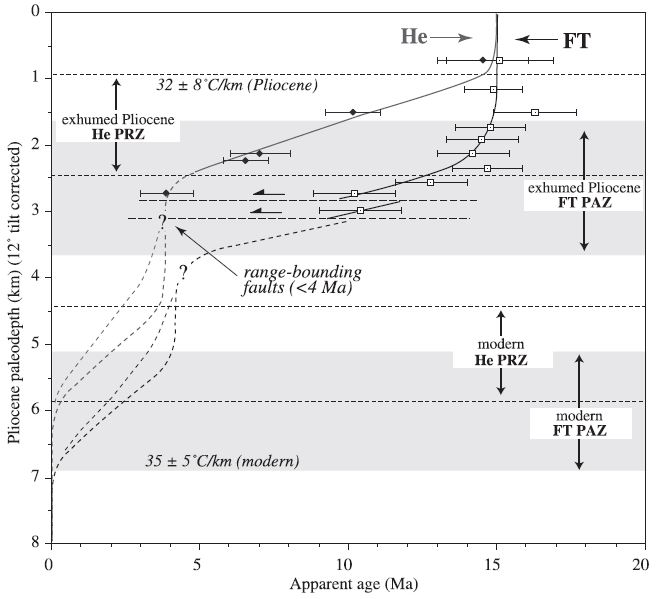 0
He
FT
1
32 ± 8˚C/km (Pliocene)
exhumed Pliocene
He PRZ
2
exhumed Pliocene
FT PAZ
3
?
?
range-bounding
faults (<4 Ma)
4
modern
He PRZ
5
6
modern
FT PAZ
35 ± 5˚C/km (modern)
7
8
Pliocene paleodepth (km) (12˚ tilt corrected)
0
5
10
15
20
Apparent age (Ma)